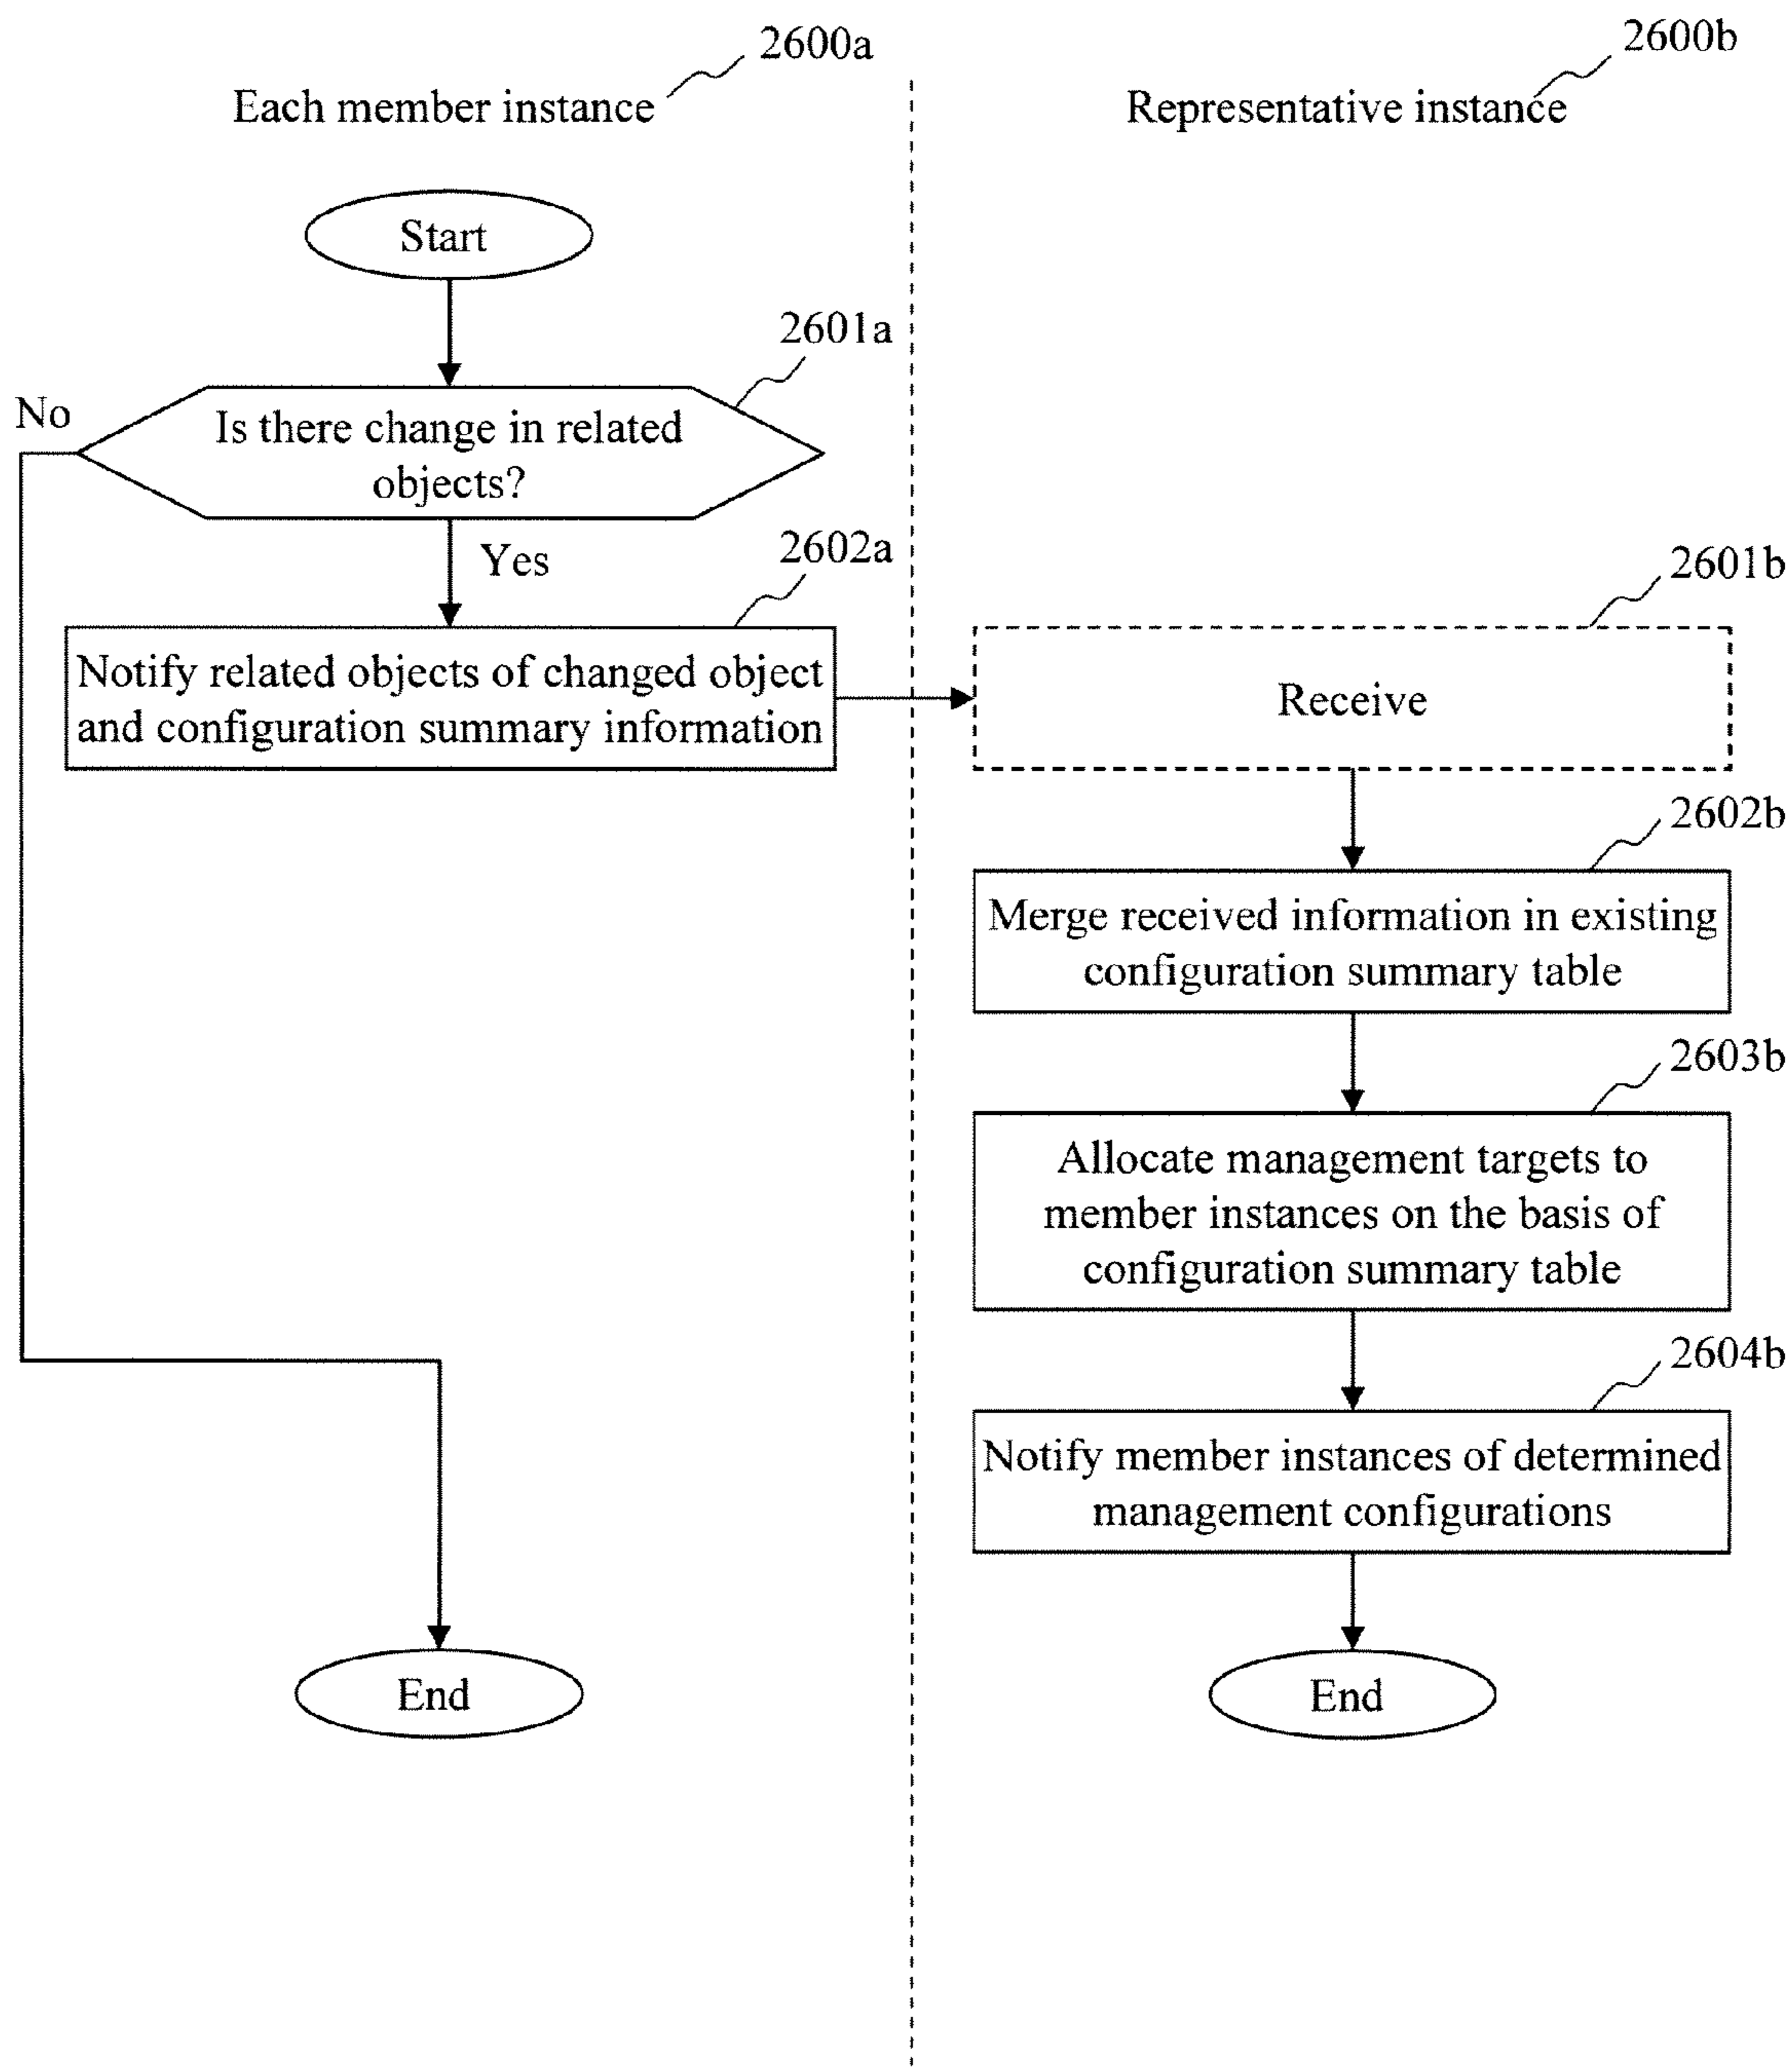 2600a
Each member instance
Start
2601a
No
Is there change in related
objects?
Yes
2602a
Notify related objects of changed object
and configuration summary information
2600b
Representative instance
2601b
Receive
2602b
Merge received information in existing
configuration summary table
2603b
Allocate management targets to
member instances on the basis of
configuration summary table
2604b
Notify member instances of determined
management configurations
End
End